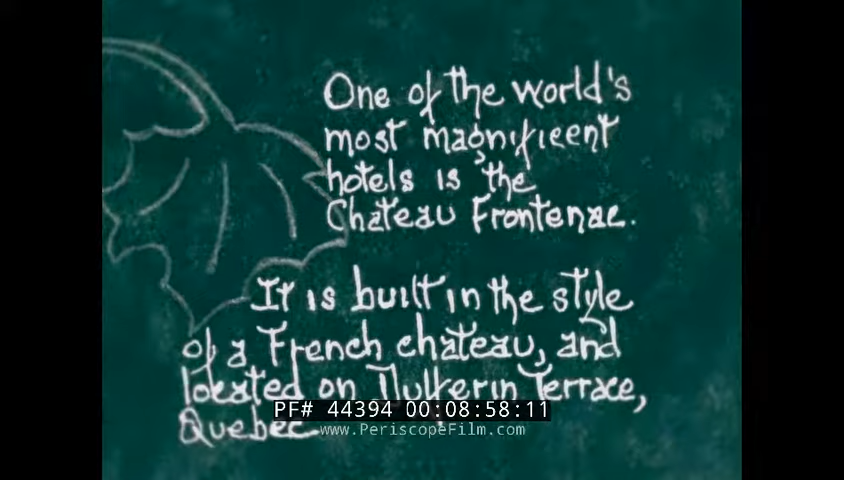 One of the world's
most magnificent
hotels is the
Chateau Frontenac.
It is built in the style
of a French chateau, and
located on Dufferin Terrace,
PF# 44394 00:08:58:11
Quebec
www.PeriscopeFilm.com